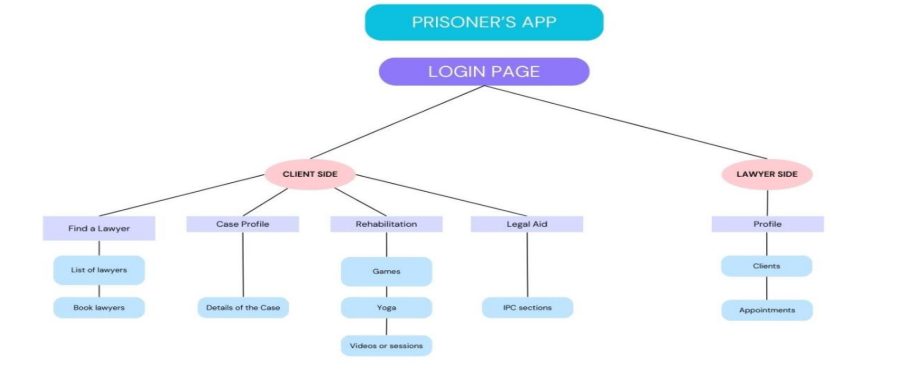 PRISONER'S APP
LOGIN PAGE
CLIENT SIDE
LAWYER SIDE
Find a Lawyer
Case Profile
Rehabilitation
Legal Aid
Profile
List of lawyers
Games
Clients
Book lawyers
Details of the Case
Yoga
IPC sections
Appointments
Videos or sessions